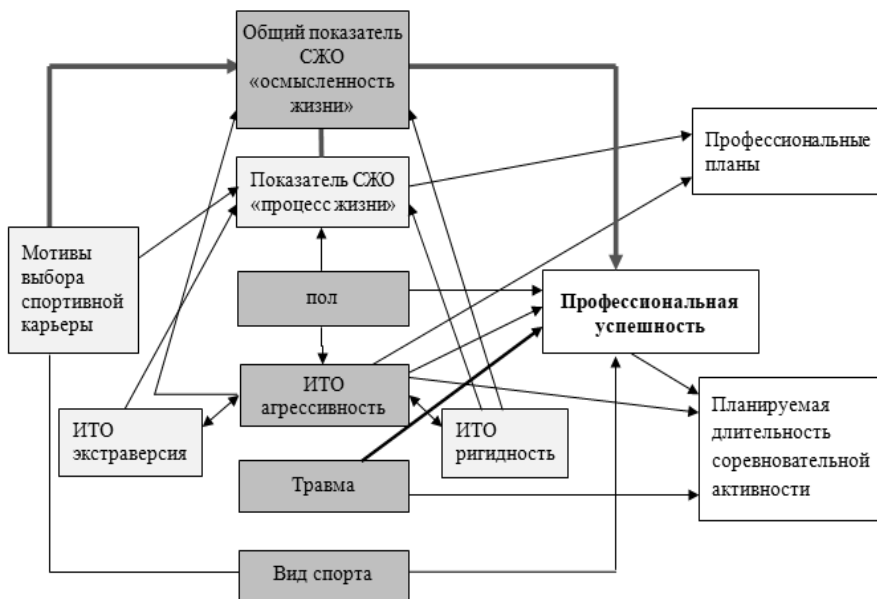 Общий показатель
СЖО
«осмысленность
жизни»
Профессиональные
планы
Показатель СЖО
«процесс жизни»
Мотивы
выбора
спортивной
карьеры
пол
Профессиональная
успешность
ИТО
агрессивность
ИТО
экстраверсия
ИТО
ригидность
Планируемая
длительность
соревновательной
активности
Травма
Вид спорта